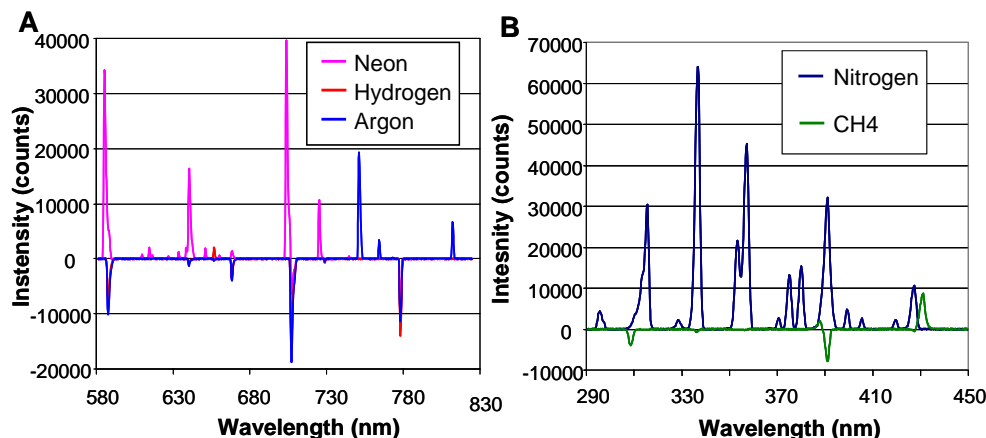 A
Instensity (counts)
40000
30000
20000
10000
0
-10000
-20000
Neon
Hydrogen
Argon
580 630 680 730 780 830
Wavelength (nm)
B
Intesnity (counts)
70000
60000
50000
40000
30000
20000
10000
0
-10000
Nitrogen
CH4
290 330 370 410 450
Wavelength (nm)